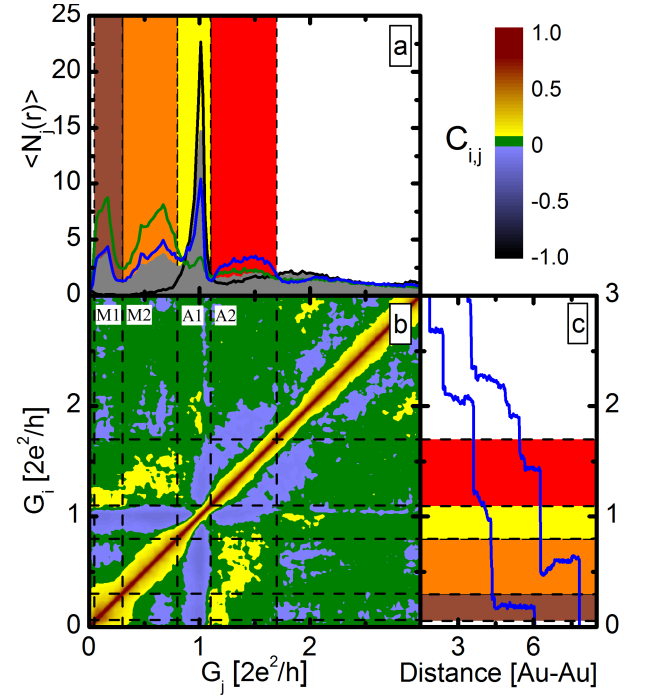 25
20
15
10
5
0
<N_j(r)>
a
1.0
0.5
0
-0.5
-1.0
C_i,j
M1 M2 A1 A2
b
c
3
2
1
0
2
1
0
G_i [2e²/h]
0 1 2
G_j [2e²/h]
3 6
Distance [Au-Au]